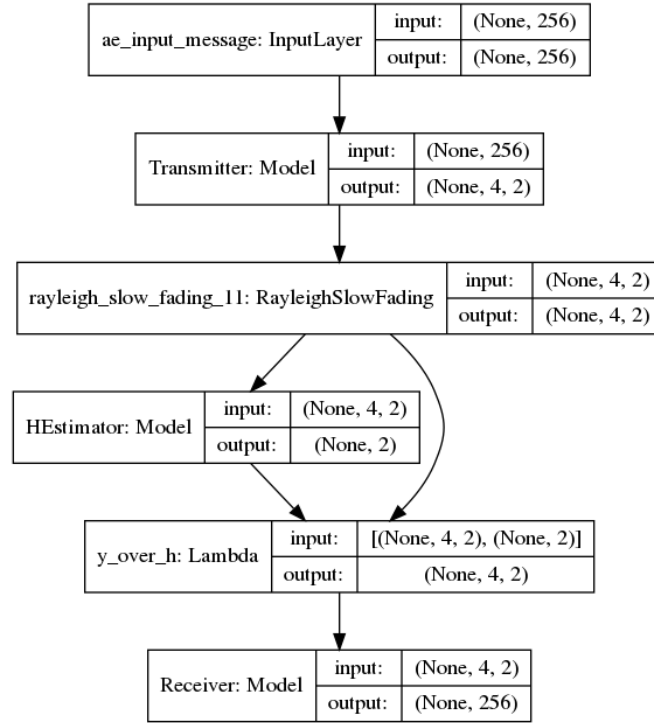 ae_input_message: InputLayer
input: (None, 256)
output: (None, 256)
Transmitter: Model
input: (None, 256)
output: (None, 4, 2)
rayleigh_slow_fading_11: RayleighSlowFading
input: (None, 4, 2)
output: (None, 4, 2)
HEstimator: Model
input: (None, 4, 2)
output: (None, 2)
y_over_h: Lambda
input: [(None, 4, 2), (None, 2)]
output: (None, 4, 2)
Receiver: Model
input: (None, 4, 2)
output: (None, 256)